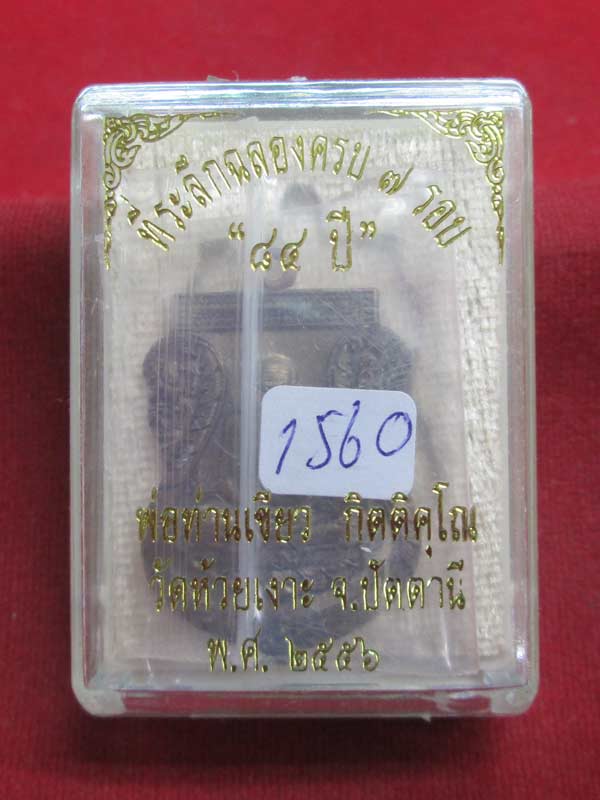 ที่ระลึกฉลองครบ ๗ รอบ
“๘๔ ปี”
1560
พ่อท่านเขียว กิตติคุโณ
วัดห้วยเงาะ จ.ปัตตานี
พ.ศ. ๒๕๕๖